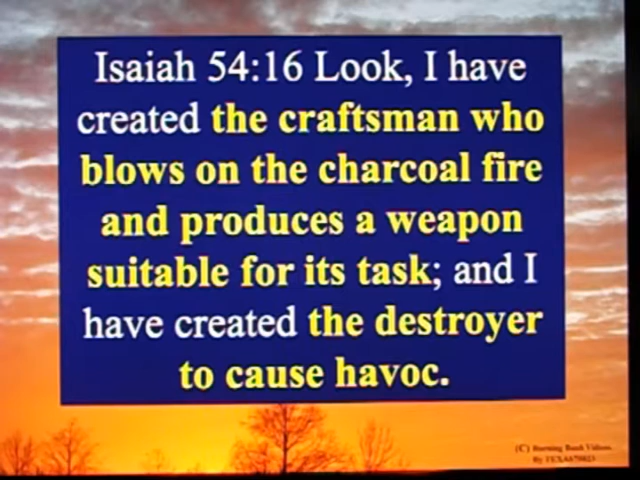 Isaiah 54:16 Look, I have
created the craftsman who
blows on the charcoal fire
and produces a weapon
suitable for its task; and I
have created the destroyer
to cause havoc.
(C) Burning Bush Videos.
By